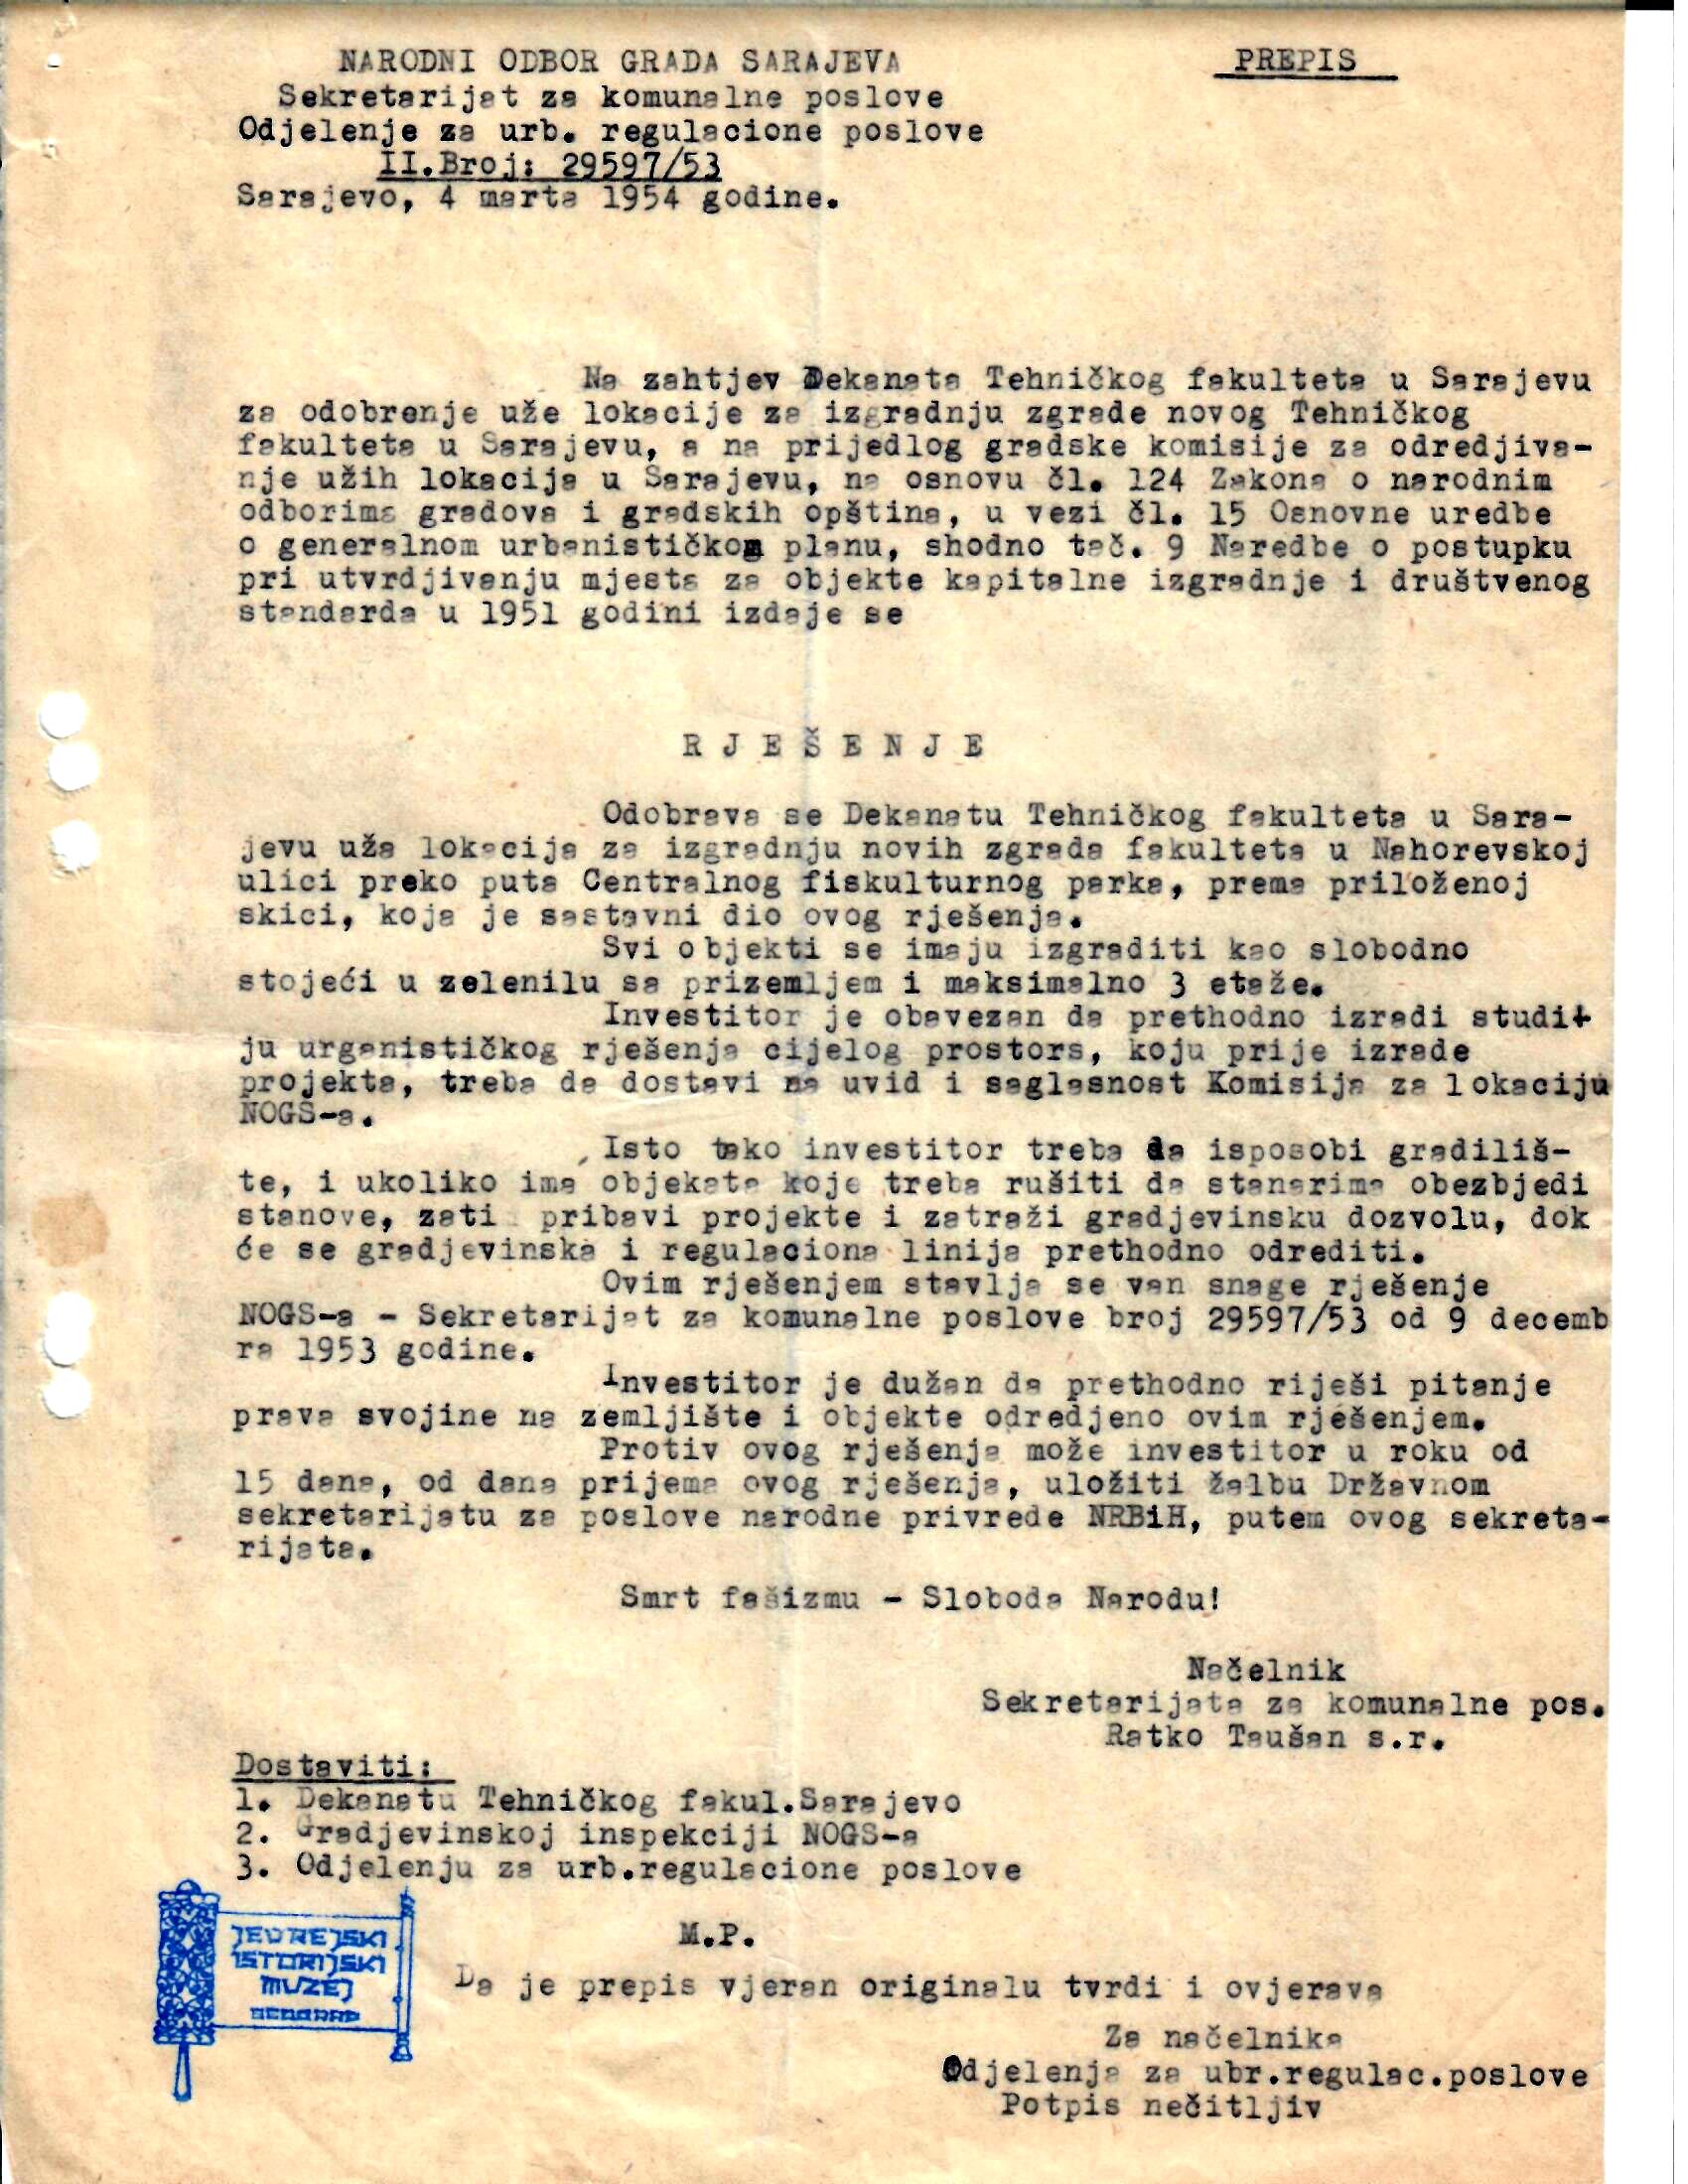 NARODNI ODBOR GRADA SARAJEVA
PREPIS
Sekretarijat za komunalne poslove
Odjelenje za urb. regulacione poslove
II.Broj: 29597/53
Sarajevo, 4 marta 1954 godine.
Na zahtjev Dekanata Tehničkog fakulteta u Sarajevu
za odobrenje uže lokacije za izgradnju zgrade novog Tehničkog
fakulteta u Sarajevu, a na prijedlog gradske komisije za odredjiva-
nje užih lokacija u Sarajevu, na osnovu čl. 124 Zakona o narodnim
odborima gradova i gradskih opština, u vezi čl. 15 Osnovne uredbe
o generalnom urbanističkom planu, shodno tač. 9 Naredbe o postupku
pri utvrdjivanju mjesta za objekte kapitalne izgradnje i društvenog
standarda u 1951 godini izdaje se
R J E Š E N J E
Odobrava se Dekanatu Tehničkog fakulteta u Sara-
jevu uža lokacija za izgradnju novih zgrada fakulteta u Nahorevskoj
ulici preko puta Centralnog fiskulturnog parka, prema priloženoj
skici, koja je sastavni dio ovog rješenja.
Svi objekti se imaju izgraditi kao slobodno
stojeći u zelenilu sa prizemljem i maksimalno 3 etaže.
Investitor je obavezan da prethodno izradi studi-
ju urganističkog rješenja cijelog prostors, koju prije izrade
projekta, treba da dostavi na uvid i saglasnost Komisija za lokaciju
NOGS-a.
Isto tako investitor treba da isposobi gradiliš-
te, i ukoliko ima objekata koje treba rušiti da stanarima obezbjedi
stanove, zati pribavi projekte i zatraži gradjevinsku dozvolu, dok
će se gradjevinska i regulaciona linija prethodno odrediti.
Ovim rješenjem stavlja se van snage rješenje
NOGS-a - Sekretarijat za komunalne poslove broj 29597/53 od 9 decemb
ra 1953 godine.
Investitor je dužan da prethodno riješi pitanje
prava svojine na zemljište i objekte odredjeno ovim rješenjem.
Protiv ovog rješenja može investitor u roku od
15 dana, od dana prijema ovog rješenja, uložiti žalbu Državnom
sekretarijatu za poslove narodne privrede NRBiH, putem ovog sekreta-
rijata.
Smrt fašizmu - Sloboda Narodu!
Načelnik
Sekretarijata za komunalne pos.
Ratko Taušan s.r.
Dostaviti:
1. Dekanatu Tehničkog fakul.Sarajevo
2. Gradjevinskoj inspekciji NOGS-a
3. Odjelenju za urb.regulacione poslove
JEVREJSKI
ISTORIJSKI
MUZEJ
BEOGRAD
M.P.
Da je prepis vjeran originalu tvrdi i ovjerava
Za načelnika
Odjelenja za ubr.regulac.poslove
Potpis nečitljiv